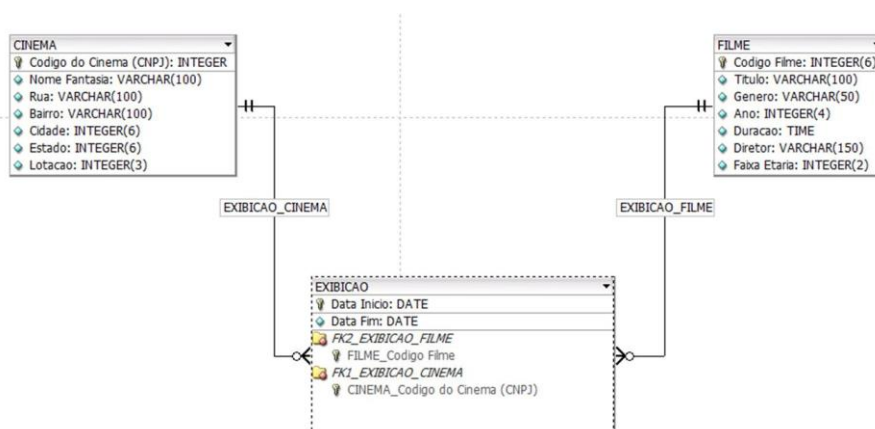 CINEMA
Codigo do Cinema (CNPJ): INTEGER
Nome Fantasia: VARCHAR(100)
Rua: VARCHAR(100)
Bairro: VARCHAR(100)
Cidade: INTEGER(6)
Estado: INTEGER(6)
Lotacao: INTEGER(3)
FILME
Codigo Filme: INTEGER(6)
Titulo: VARCHAR(100)
Genero: VARCHAR(50)
Ano: INTEGER(4)
Duracao: TIME
Diretor: VARCHAR(150)
Faixa Etaria: INTEGER(2)
EXIBICAO_CINEMA
EXIBICAO_FILME
EXIBICAO
Data Inicio: DATE
Data Fim: DATE
FK2_EXIBICAO_FILME
FILME_Codigo Filme
FK1_EXIBICAO_CINEMA
CINEMA_Codigo do Cinema (CNPJ)